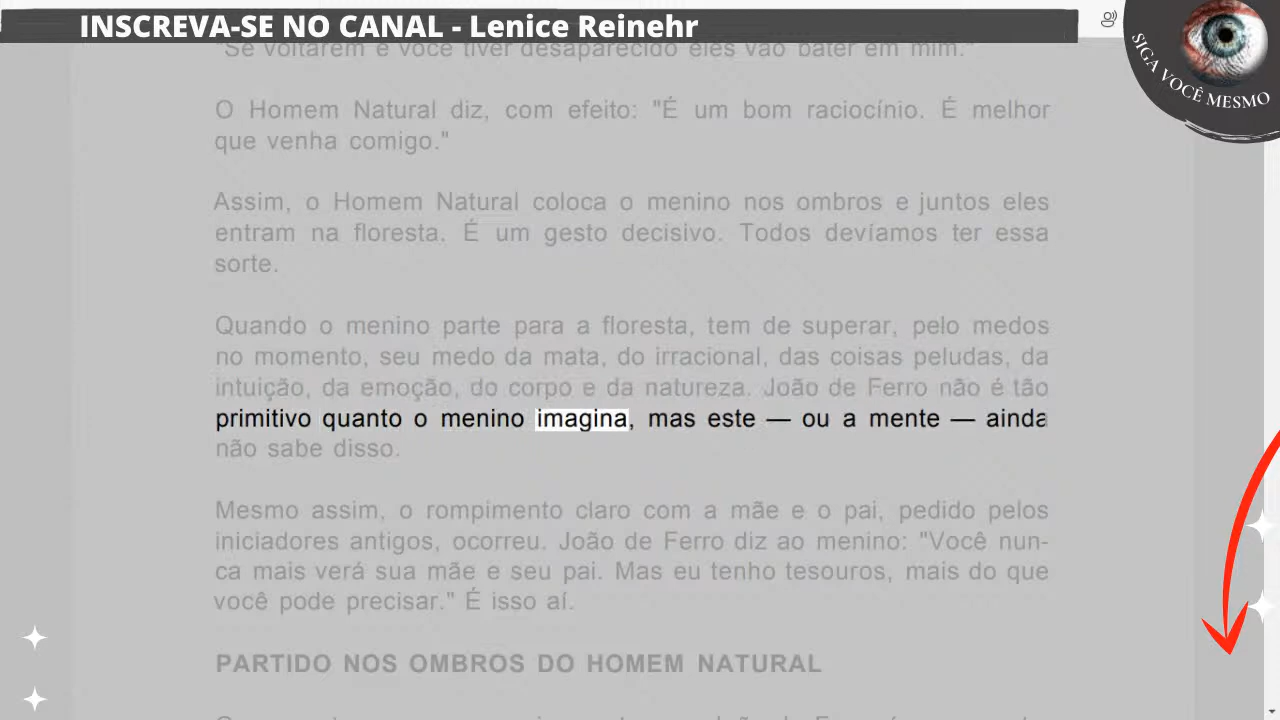 INSCREVA-SE NO CANAL - Lenice Reinehr
SIGA VOCÊ MESMO
"Se voltarem e você tiver desaparecido eles vão bater em mim."
O Homem Natural diz, com efeito: "É um bom raciocínio. É melhor
que venha comigo."
Assim, o Homem Natural coloca o menino nos ombros e juntos eles
entram na floresta. É um gesto decisivo. Todos devíamos ter essa
sorte.
Quando o menino parte para a floresta, tem de superar, pelo medos
no momento, seu medo da mata, do irracional, das coisas peludas, da
intuição, da emoção, do corpo e da natureza. João de Ferro não é tão
primitivo quanto o menino imagina, mas este — ou a mente — ainda
não sabe disso.
Mesmo assim, o rompimento claro com a mãe e o pai, pedido pelos
iniciadores antigos, ocorreu. João de Ferro diz ao menino: "Você nun-
ca mais verá sua mãe e seu pai. Mas eu tenho tesouros, mais do que
você pode precisar." É isso aí.
PARTIDO NOS OMBROS DO HOMEM NATURAL